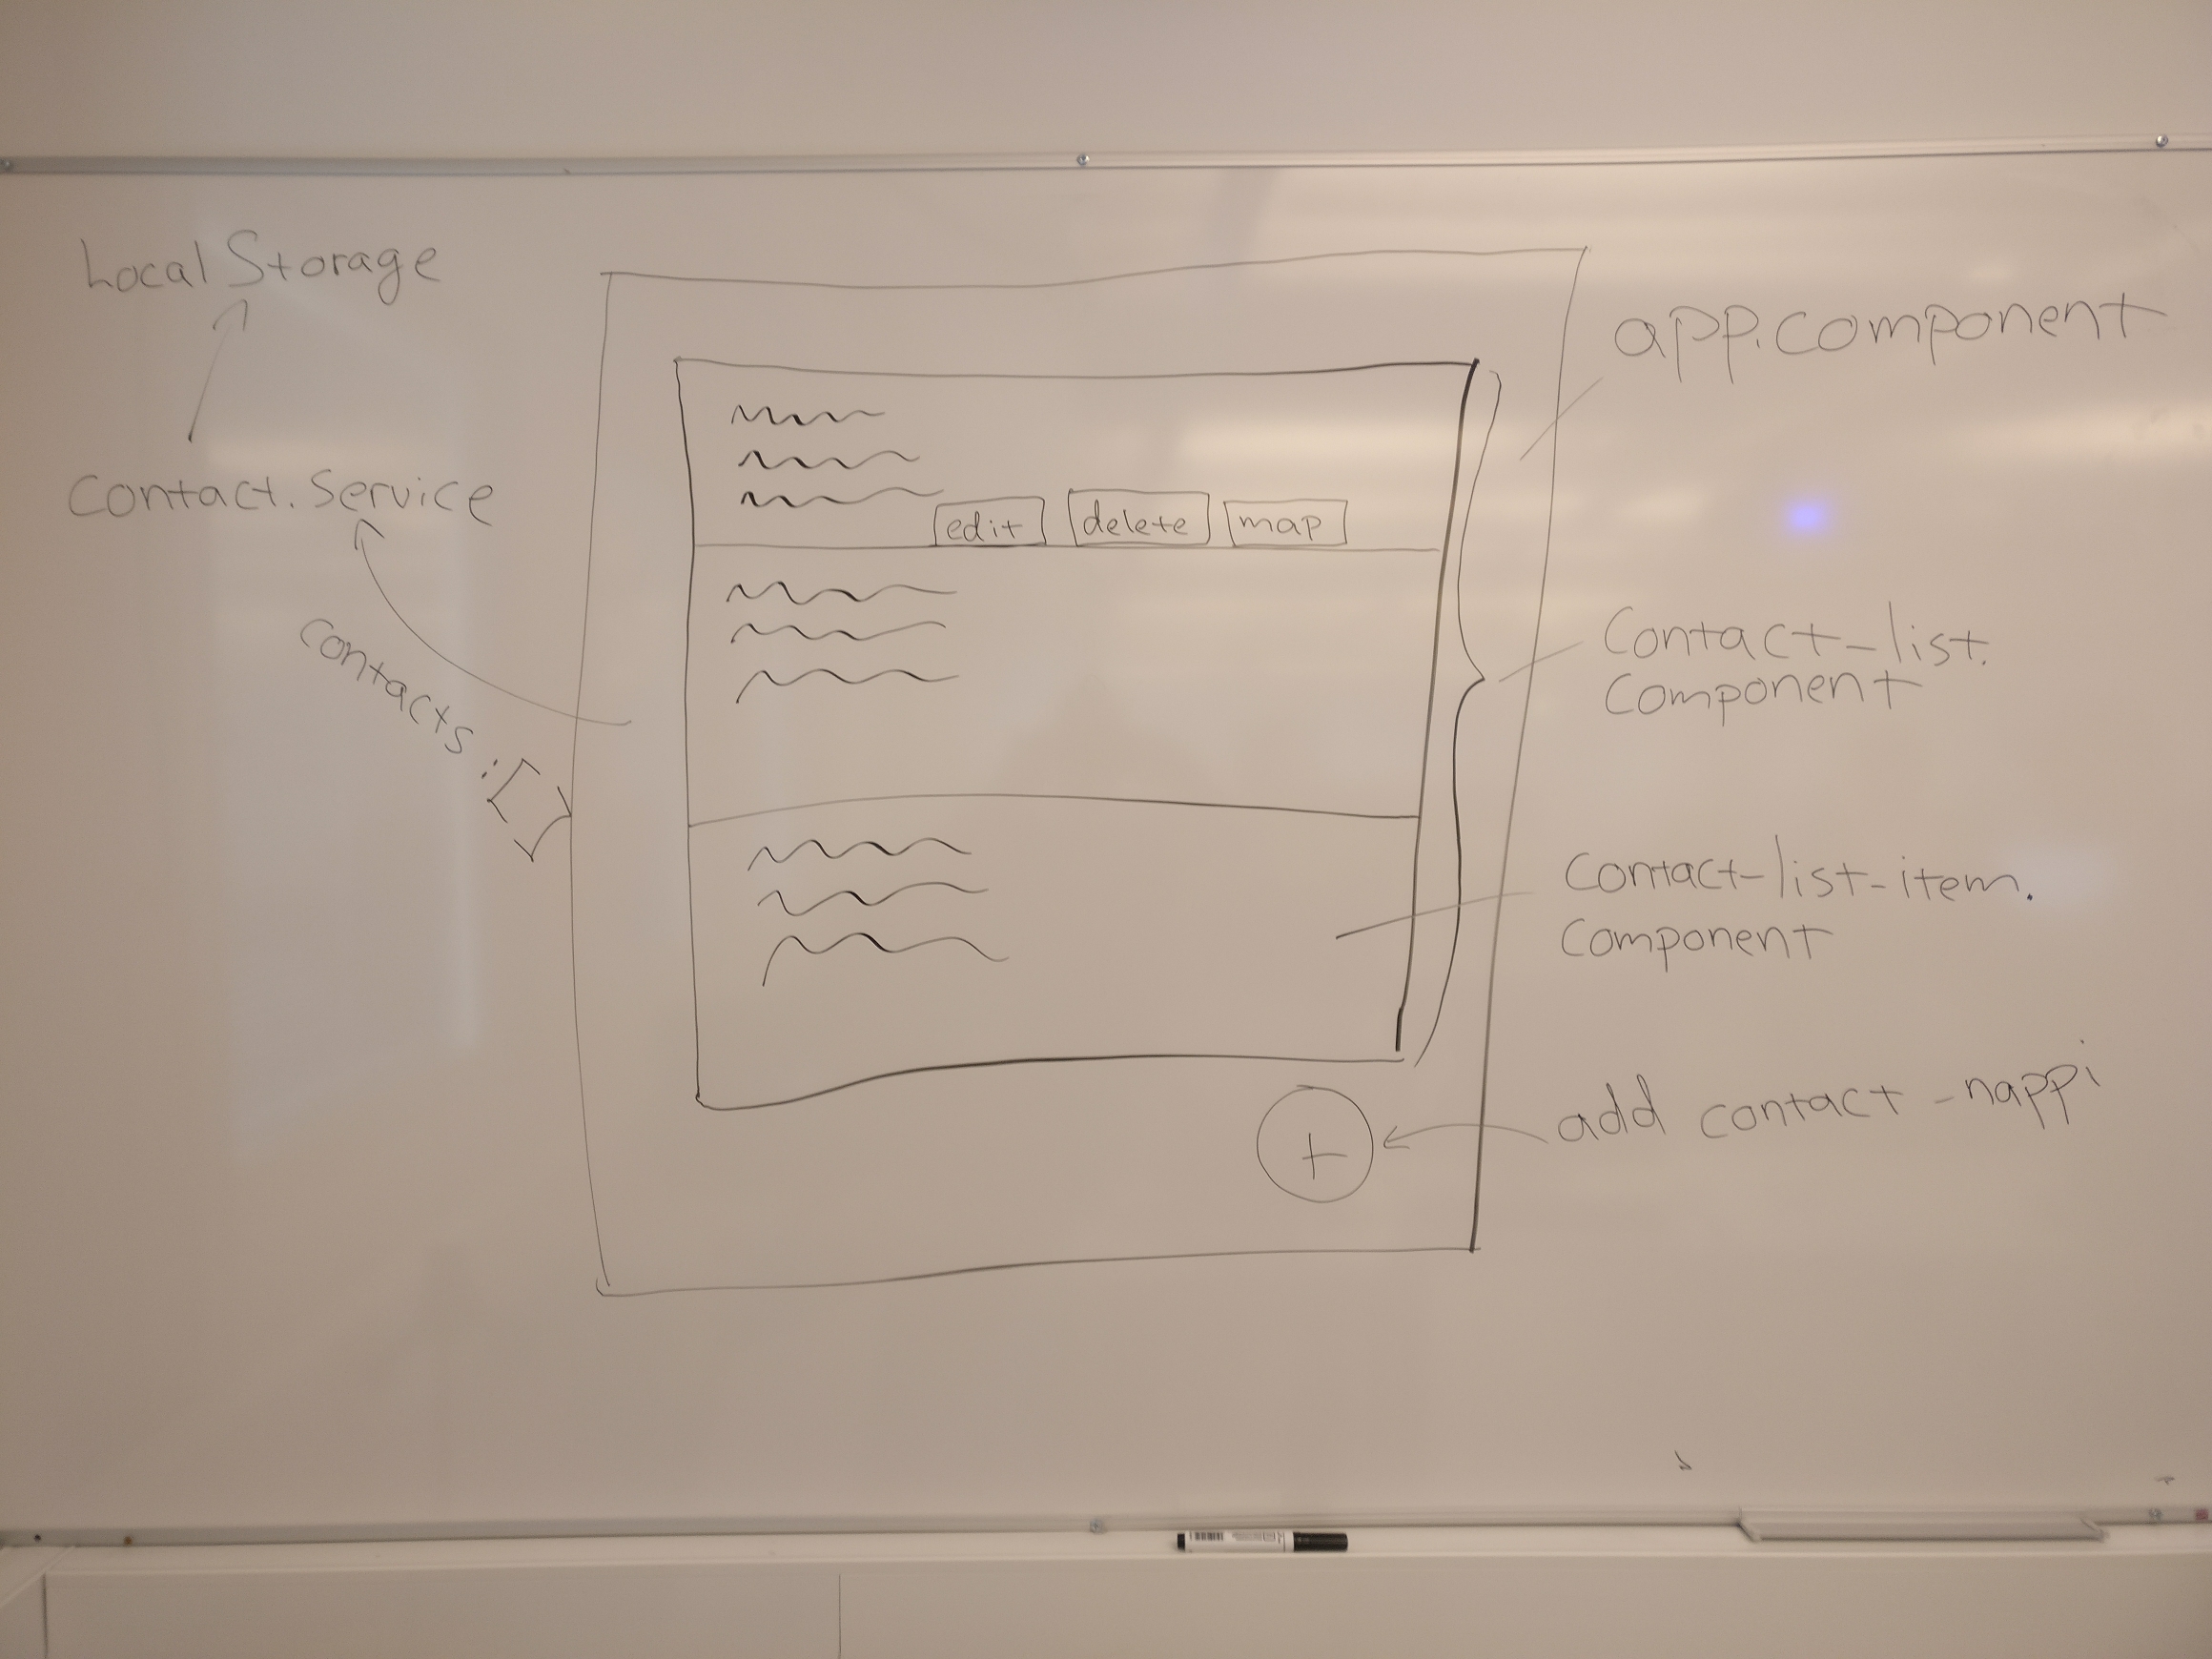 Local Storage
Contact.Service
contacts : []
edit
delete
map
+
app.component
Contact-list.
Component
Contact-list-item.
Component
add contact -nappi